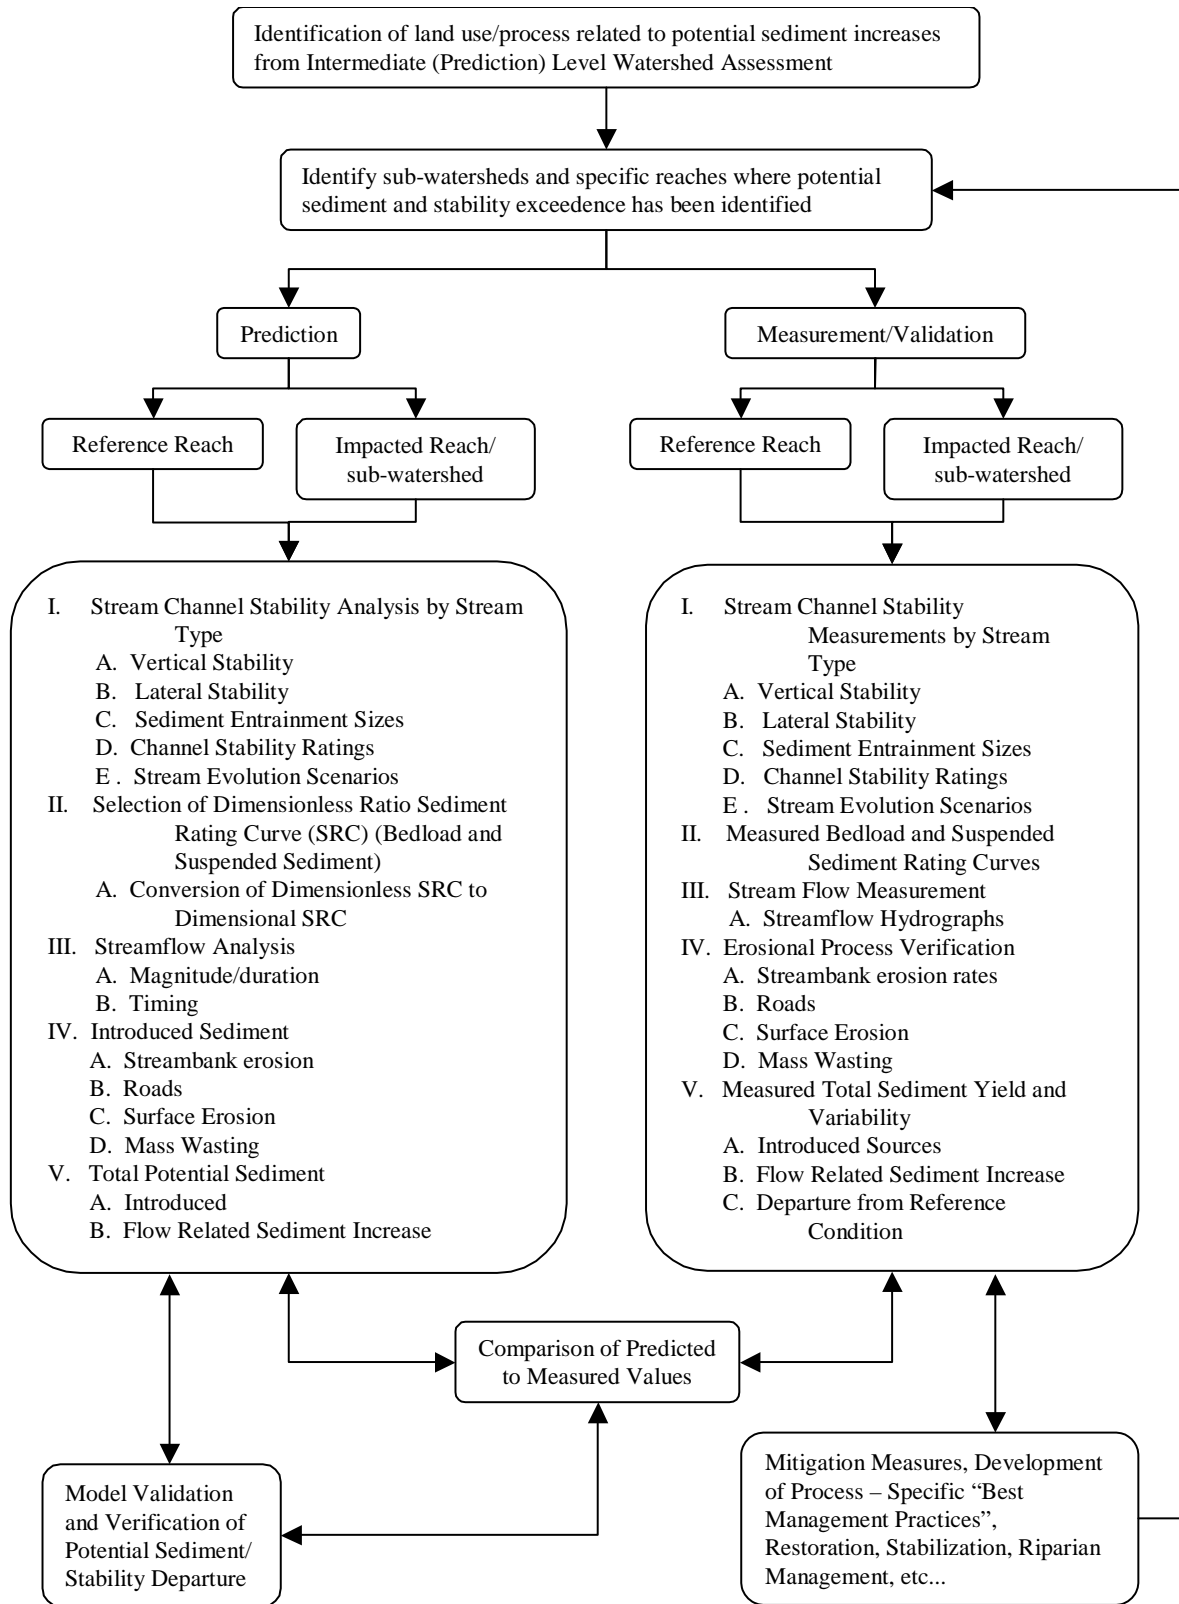 Identification of land use/process related to potential sediment increases
from Intermediate (Prediction) Level Watershed Assessment
Identify sub-watersheds and specific reaches where potential
sediment and stability exceedence has been identified
Prediction
Measurement/Validation
Reference Reach
Impacted Reach/
sub-watershed
Reference Reach
Impacted Reach/
sub-watershed
I. Stream Channel Stability Analysis by Stream
Type
A. Vertical Stability
B. Lateral Stability
C. Sediment Entrainment Sizes
D. Channel Stability Ratings
E . Stream Evolution Scenarios
II. Selection of Dimensionless Ratio Sediment
Rating Curve (SRC) (Bedload and
Suspended Sediment)
A. Conversion of Dimensionless SRC to
Dimensional SRC
III. Streamflow Analysis
A. Magnitude/duration
B. Timing
IV. Introduced Sediment
A. Streambank erosion
B. Roads
C. Surface Erosion
D. Mass Wasting
V. Total Potential Sediment
A. Introduced
B. Flow Related Sediment Increase
I. Stream Channel Stability
Measurements by Stream
Type
A. Vertical Stability
B. Lateral Stability
C. Sediment Entrainment Sizes
D. Channel Stability Ratings
E . Stream Evolution Scenarios
II. Measured Bedload and Suspended
Sediment Rating Curves
III. Stream Flow Measurement
A. Streamflow Hydrographs
IV. Erosional Process Verification
A. Streambank erosion rates
B. Roads
C. Surface Erosion
D. Mass Wasting
V. Measured Total Sediment Yield and
Variability
A. Introduced Sources
B. Flow Related Sediment Increase
C. Departure from Reference
Condition
Comparison of Predicted
to Measured Values
Model Validation
and Verification of
Potential Sediment/
Stability Departure
Mitigation Measures, Development
of Process – Specific “Best
Management Practices”,
Restoration, Stabilization, Riparian
Management, etc...